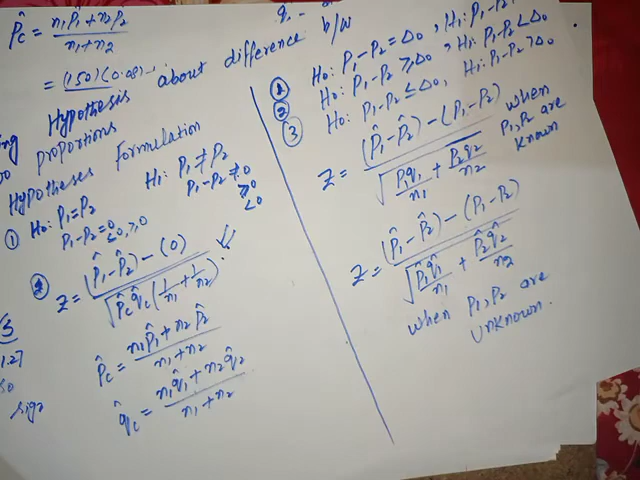 p̂c = (n1p̂1 + n2p̂2) / (n1 + n2)
= (150)(0.08)
Hypothesis about difference b/w
proportions
Hypotheses Formulation
① H0: P1 = P2    H1: P1 ≠ P2
P1 - P2 = 0    P1 - P2 ≠ 0
≤0, ≥0    >0
<0
Z = ((p̂1 - p̂2) - (0)) / √(p̂c q̂c (1/n1 + 1/n2))
p̂c = (n1p̂1 + n2p̂2) / (n1 + n2)
q̂c = (n1q̂1 + n2q̂2) / (n1 + n2)
1.27
① H0: P1 - P2 = Δ0, H1: P1 - P2
② H0: P1 - P2 ≥ Δ0, H1: P1 - P2 < Δ0
③ H0: P1 - P2 ≤ Δ0, H1: P1 - P2 > Δ0
Z = ((p̂1 - p̂2) - (P1 - P2)) / √(P1q1/n1 + P2q2/n2)
when
P1, P2 are
known
Z = ((p̂1 - p̂2) - (P1 - P2)) / √(p̂1q̂1/n1 + p̂2q̂2/n2)
when P1, P2 are
unknown.